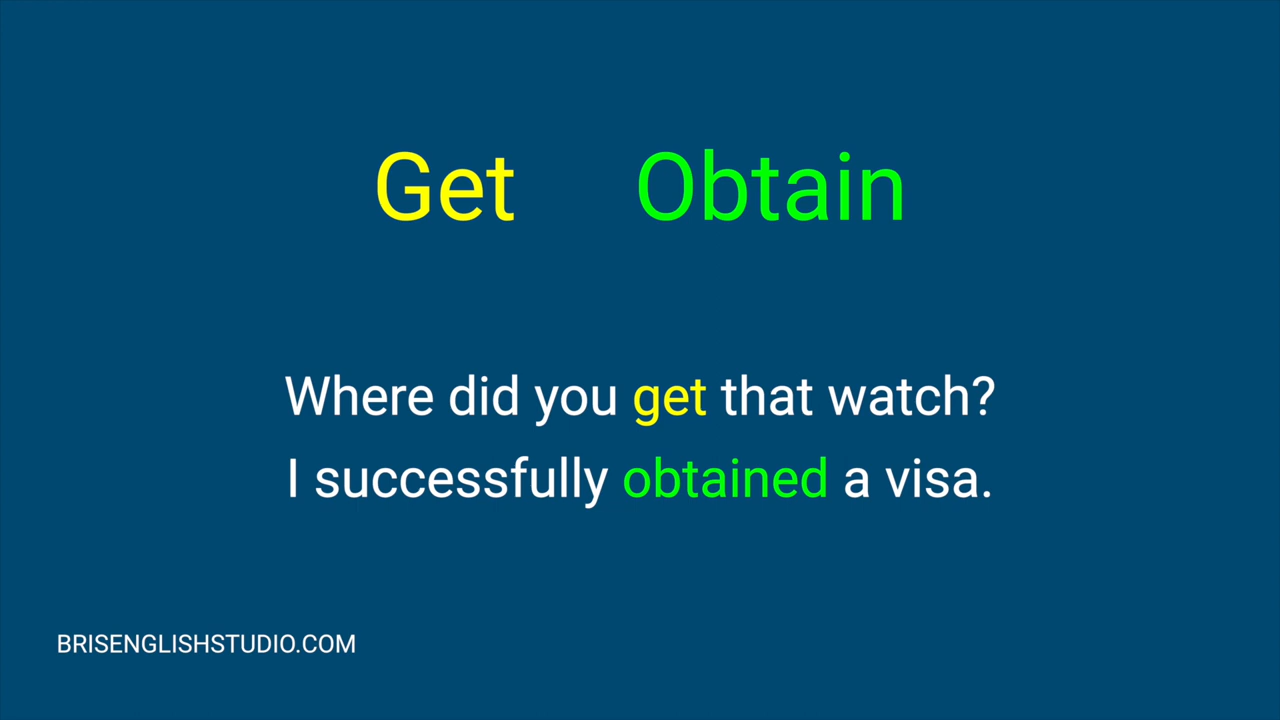 Get Obtain
Where did you get that watch?
I successfully obtained a visa.
BRISENGLISHSTUDIO.COM